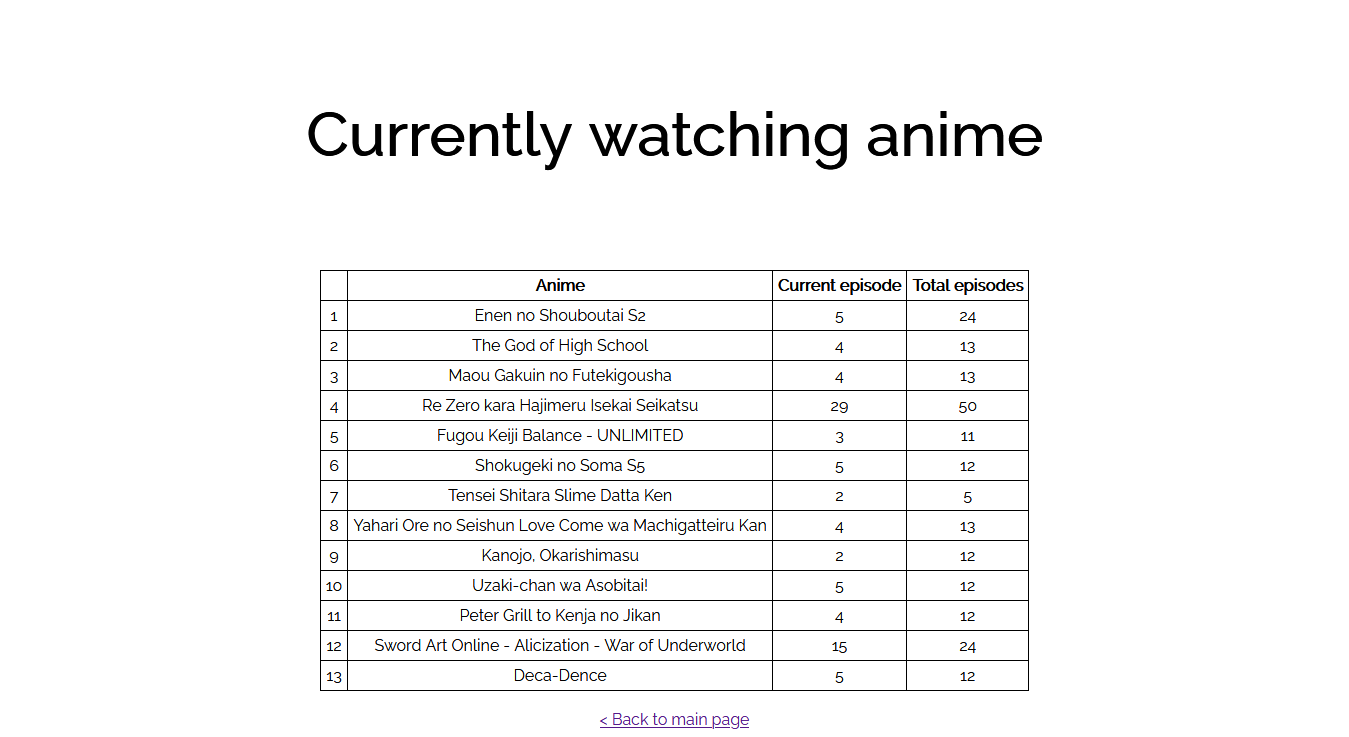 Currently watching anime
Anime Current episode Total episodes
1 Enen no Shouboutai S2 5 24
2 The God of High School 4 13
3 Maou Gakuin no Futekigousha 4 13
4 Re Zero kara Hajimeru Isekai Seikatsu 29 50
5 Fugou Keiji Balance - UNLIMITED 3 11
6 Shokugeki no Soma S5 5 12
7 Tensei Shitara Slime Datta Ken 2 5
8 Yahari Ore no Seishun Love Come wa Machigatteiru Kan 4 13
9 Kanojo, Okarishimasu 2 12
10 Uzaki-chan wa Asobitai! 5 12
11 Peter Grill to Kenja no Jikan 4 12
12 Sword Art Online - Alicization - War of Underworld 15 24
13 Deca-Dence 5 12
< Back to main page